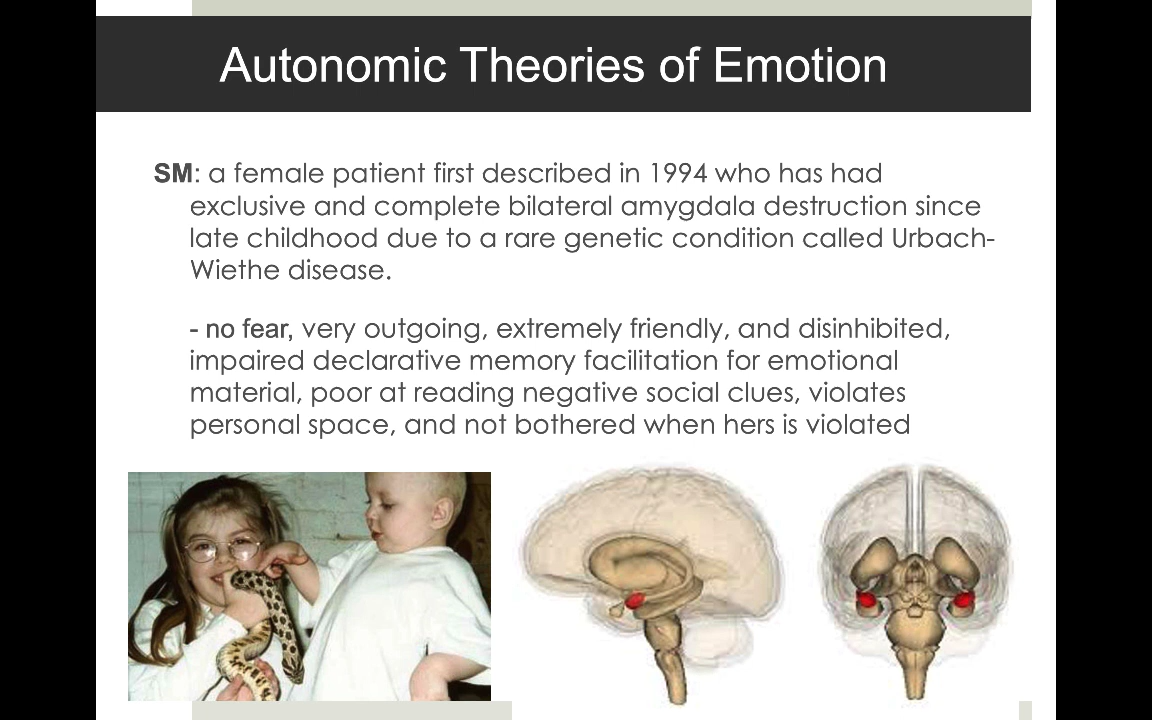 Autonomic Theories of Emotion
SM: a female patient first described in 1994 who has had
exclusive and complete bilateral amygdala destruction since
late childhood due to a rare genetic condition called Urbach-
Wiethe disease.
- no fear, very outgoing, extremely friendly, and disinhibited,
impaired declarative memory facilitation for emotional
material, poor at reading negative social clues, violates
personal space, and not bothered when hers is violated